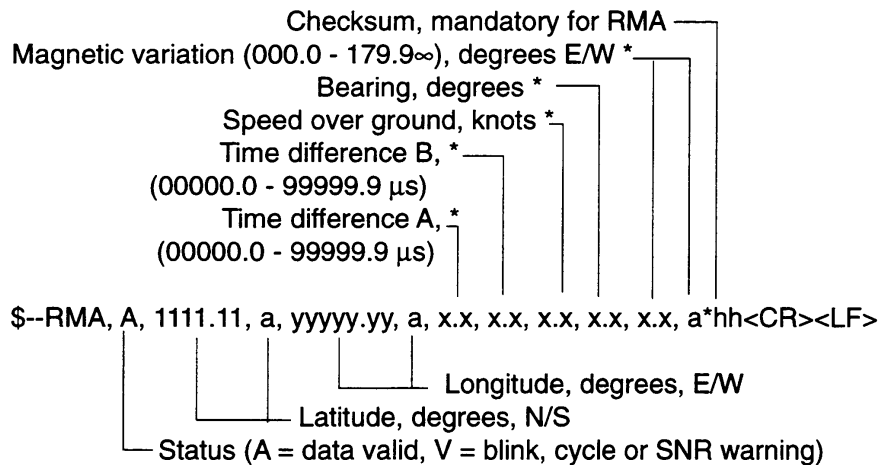 Checksum, mandatory for RMA
Magnetic variation (000.0 - 179.9∞), degrees E/W *
Bearing, degrees *
Speed over ground, knots *
Time difference B, *
(00000.0 - 99999.9 µs)
Time difference A, *
(00000.0 - 99999.9 µs)
$--RMA, A, 1111.11, a, yyyyy.yy, a, x.x, x.x, x.x, x.x, x.x, a*hh<CR><LF>
Longitude, degrees, E/W
Latitude, degrees, N/S
Status (A = data valid, V = blink, cycle or SNR warning)